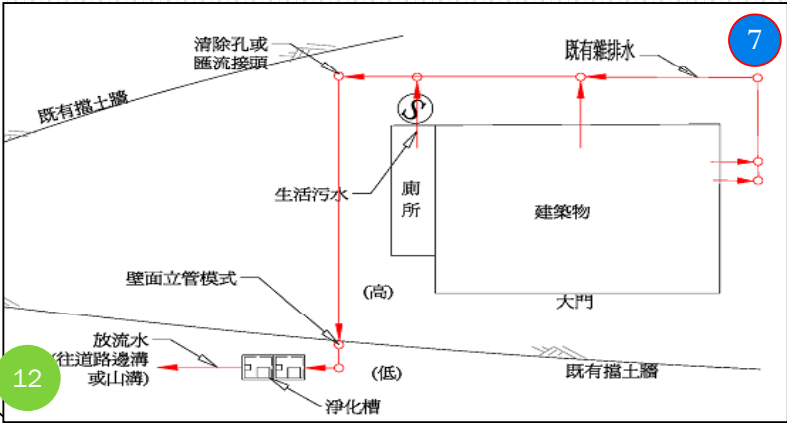 清除孔或
匯流接頭
既有雜排水
7
既有擋土牆
S
生活污水
廁
所
建築物
壁面立管模式
(高)
大門
放流水
(往道路邊溝
或山溝)
12
(低)
既有擋土牆
淨化槽